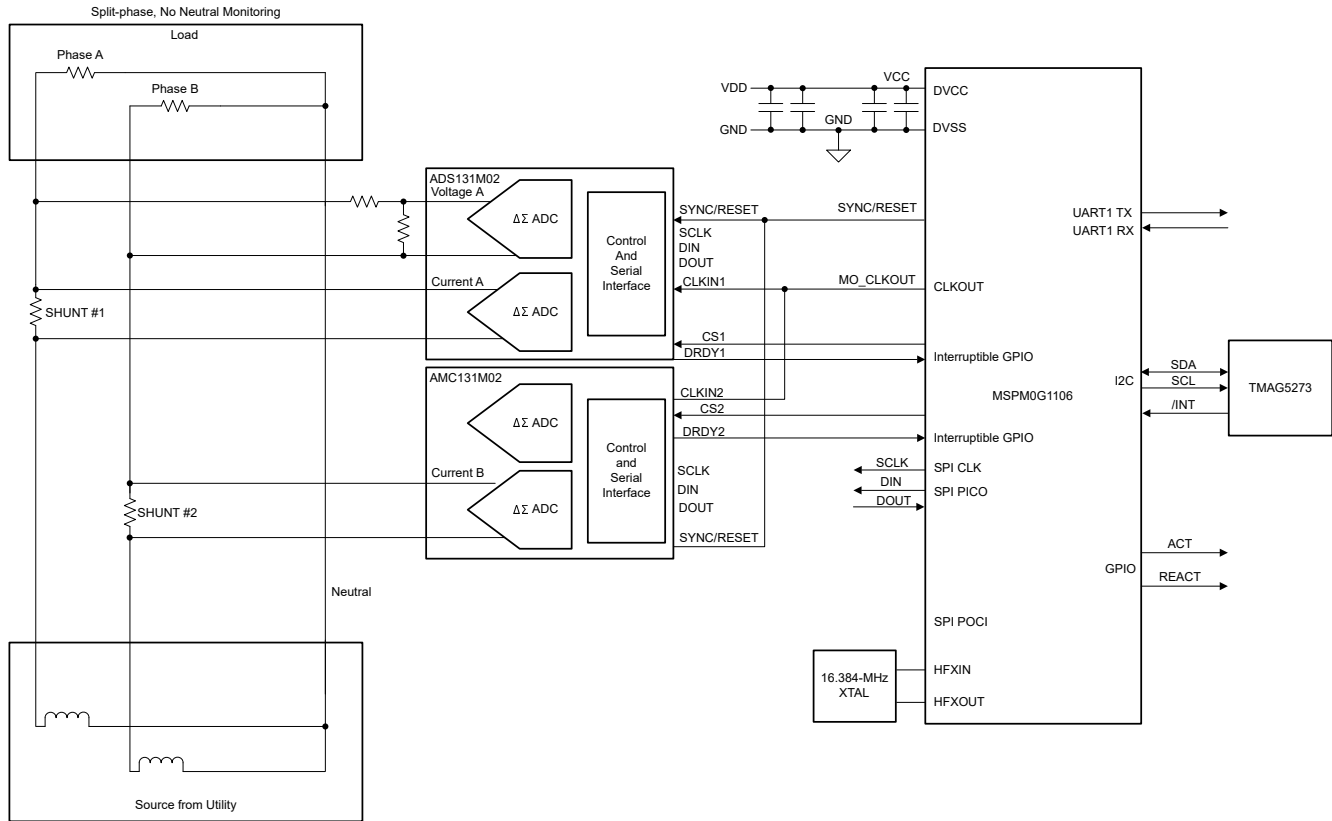 Split-phase, No Neutral Monitoring
Load
Phase A
Phase B
VDD
VCC
GND
GND
DVCC
DVSS
ADS131M02
Voltage A
ΔΣ ADC
Current A
ΔΣ ADC
Control
And
Serial
Interface
SYNC/RESET
SCLK
DIN
DOUT
CLKIN1
CS1
DRDY1
SYNC/RESET
MO_CLKOUT
CLKOUT
Interruptible GPIO
UART1 TX
UART1 RX
SHUNT #1
AMC131M02
ΔΣ ADC
Current B
ΔΣ ADC
Control
and
Serial
Interface
CLKIN2
CS2
DRDY2
SCLK
DIN
DOUT
SYNC/RESET
SHUNT #2
MSPM0G1106
Interruptible GPIO
I2C
SDA
SCL
/INT
TMAG5273
SCLK
DIN
DOUT
SPI CLK
SPI PICO
GPIO
ACT
REACT
SPI POCI
Neutral
16.384-MHz
XTAL
HFXIN
HFXOUT
Source from Utility